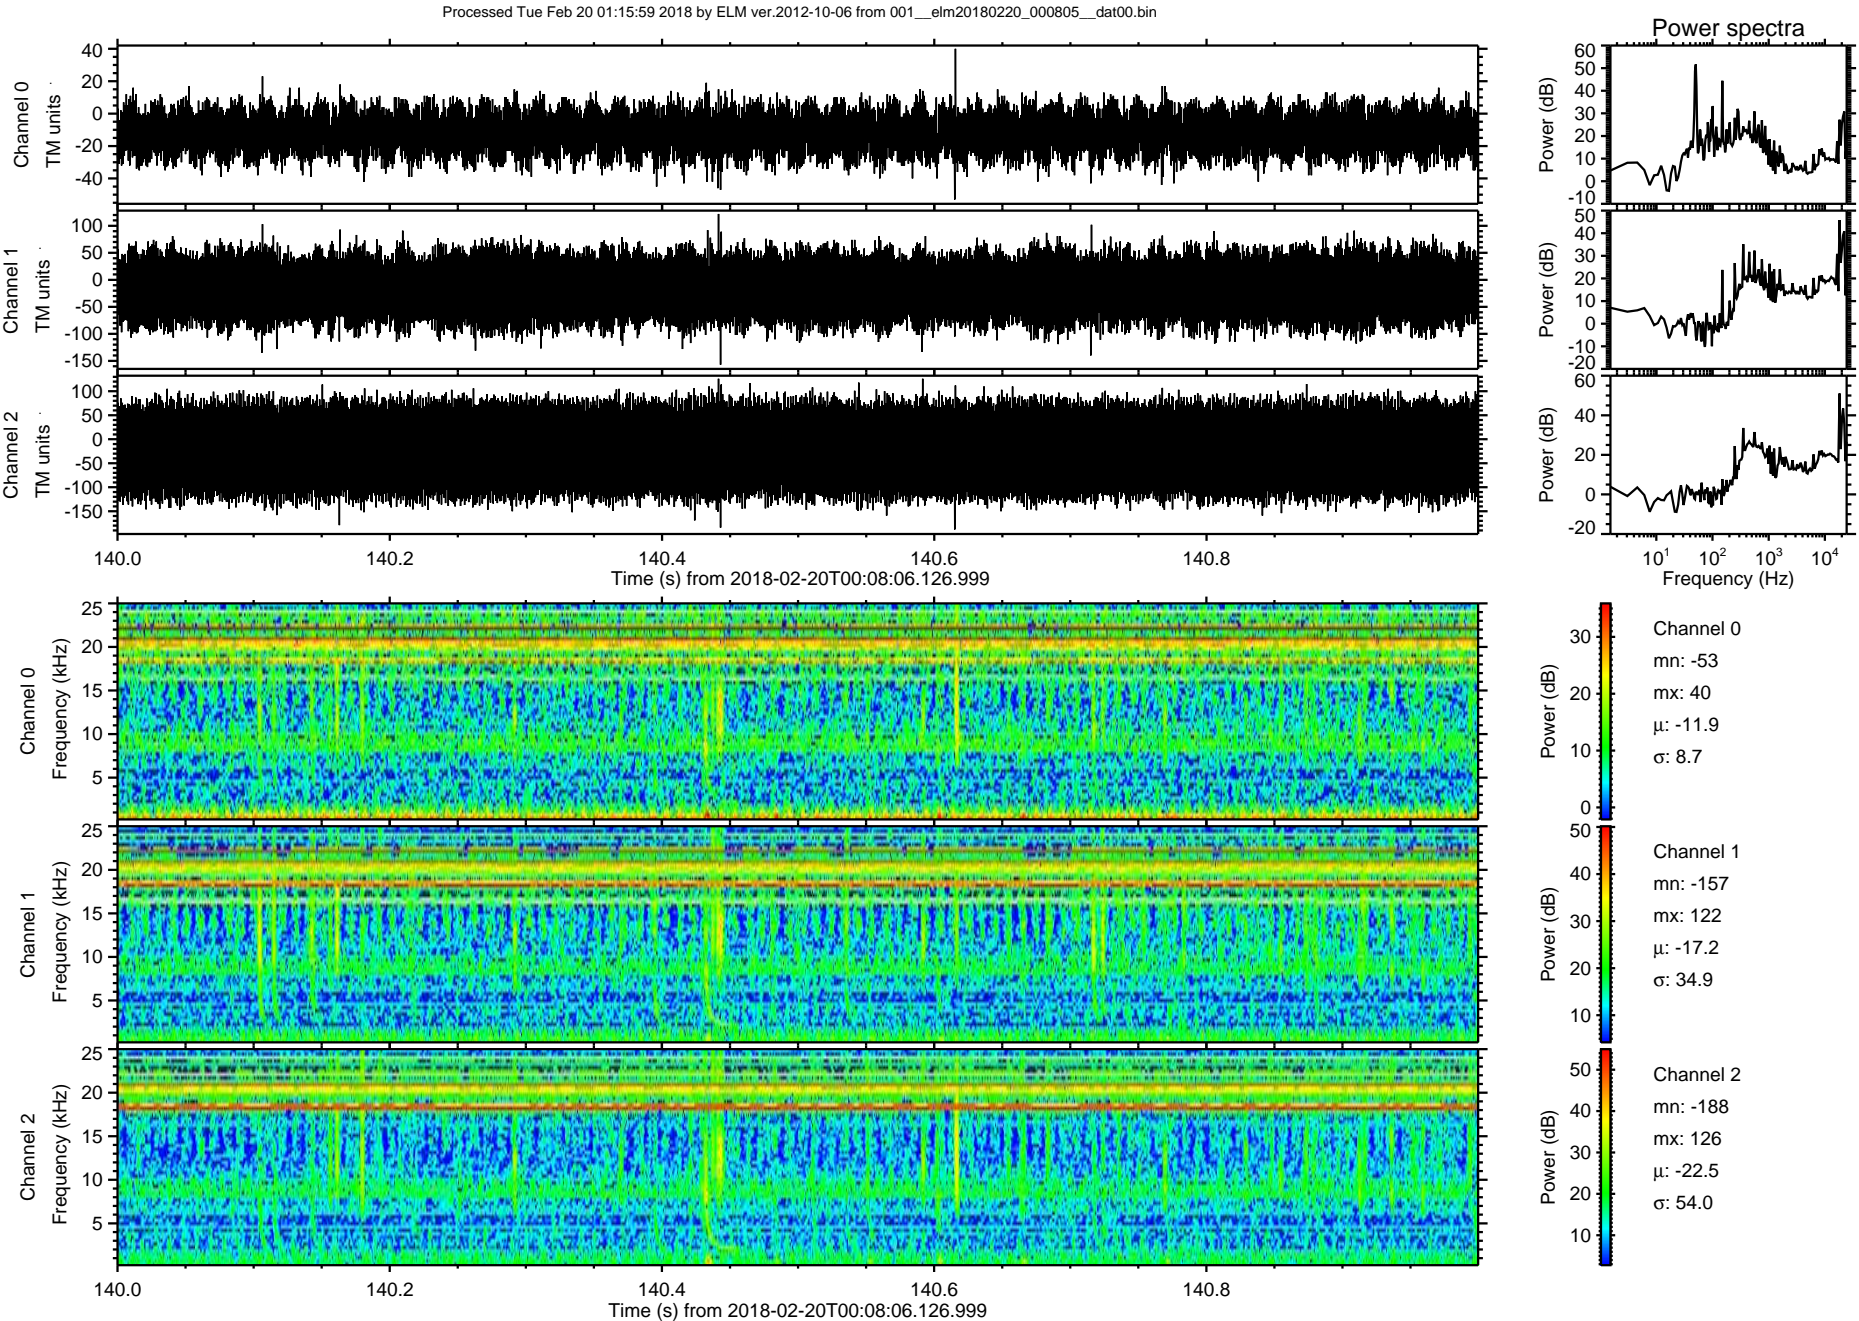 Processed Tue Feb 20 01:15:59 2018 by ELM ver.2012-10-06 from 001__elm20180220_000805__dat00.bin
Power spectra
Channel 0
TM units
40
20
0
-20
-40
Power (dB)
60
50
40
30
20
10
0
-10
Channel 1
TM units
100
50
0
-50
-100
-150
Power (dB)
50
40
30
20
10
0
-10
-20
Channel 2
TM units
100
50
0
-50
-100
-150
Power (dB)
60
40
20
0
-20
140.0 140.2 140.4 140.6 140.8
Time (s) from 2018-02-20T00:08:06.126.999
10^1 10^2 10^3 10^4
Frequency (Hz)
Channel 0
Frequency (kHz)
25
20
15
10
5
Power (dB)
30
20
10
0
Channel 0
mn: -53
mx: 40
μ: -11.9
σ: 8.7
Channel 1
Frequency (kHz)
25
20
15
10
5
Power (dB)
50
40
30
20
10
Channel 1
mn: -157
mx: 122
μ: -17.2
σ: 34.9
Channel 2
Frequency (kHz)
25
20
15
10
5
Power (dB)
50
40
30
20
10
Channel 2
mn: -188
mx: 126
μ: -22.5
σ: 54.0
140.0 140.2 140.4 140.6 140.8
Time (s) from 2018-02-20T00:08:06.126.999